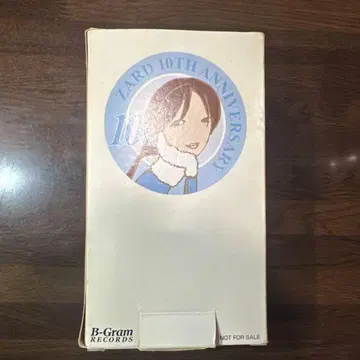 ZARD 10TH ANNIVERSARY
10
B-Gram
RECORDS
NOT FOR SALE